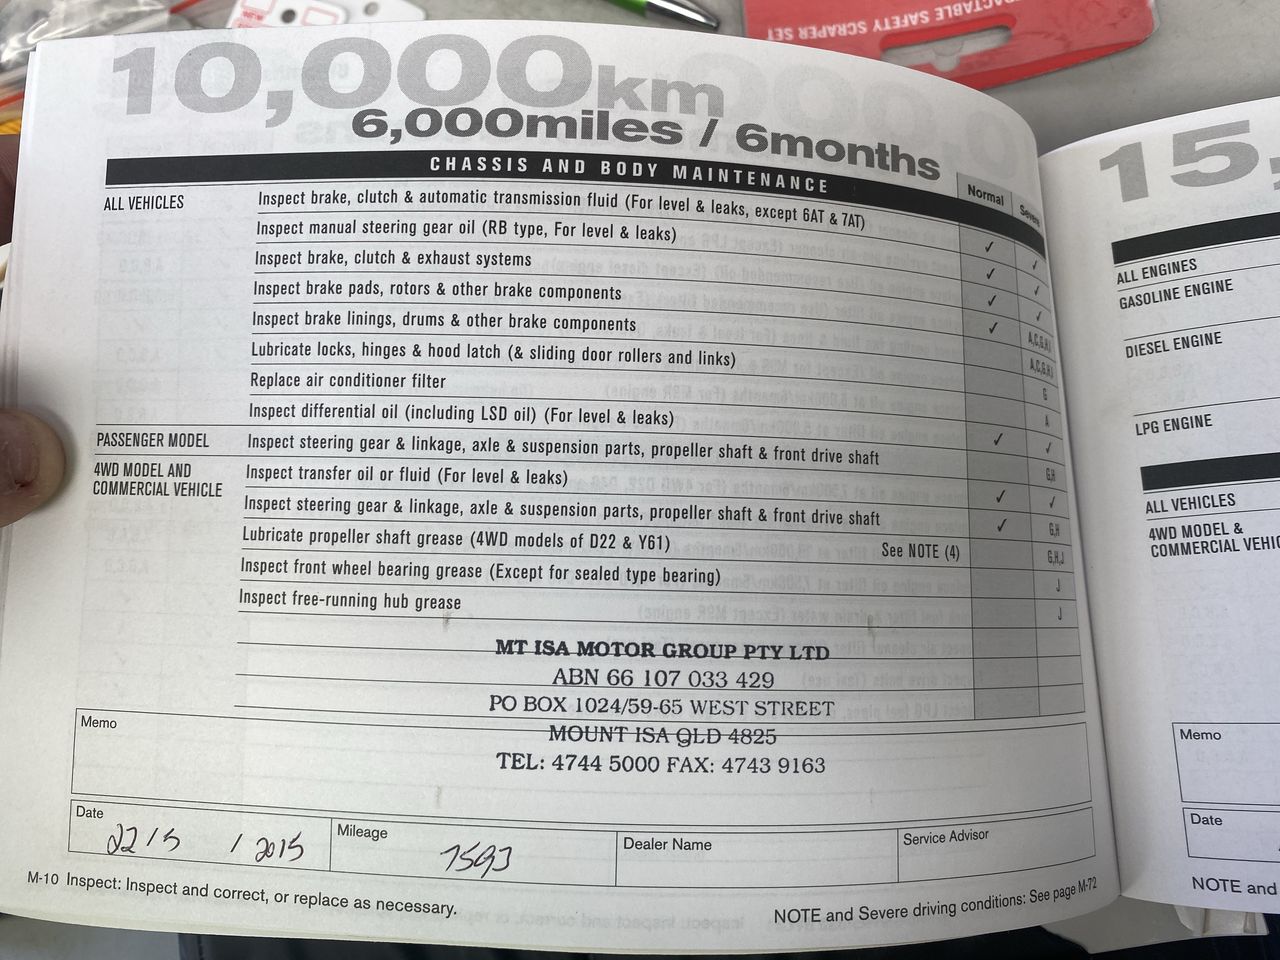 ACTABLE SAFETY SCRAPER SET
10,000km
6,000miles / 6months
CHASSIS AND BODY MAINTENANCE
Normal
Severe
ALL VEHICLES
Inspect brake, clutch & automatic transmission fluid (For level & leaks, except 6AT & 7AT) ✓ ✓
Inspect manual steering gear oil (RB type, For level & leaks) ✓ ✓
Inspect brake, clutch & exhaust systems ✓ ✓
Inspect brake pads, rotors & other brake components ✓ A,C,G,H,I
Inspect brake linings, drums & other brake components A,C,G,H,I
Lubricate locks, hinges & hood latch (& sliding door rollers and links) G
Replace air conditioner filter A
Inspect differential oil (including LSD oil) (For level & leaks) ✓ ✓
PASSENGER MODEL
Inspect steering gear & linkage, axle & suspension parts, propeller shaft & front drive shaft G,H
4WD MODEL AND
COMMERCIAL VEHICLE
Inspect transfer oil or fluid (For level & leaks) ✓ ✓
Inspect steering gear & linkage, axle & suspension parts, propeller shaft & front drive shaft ✓ G,H
Lubricate propeller shaft grease (4WD models of D22 & Y61) See NOTE (4) G,H,J
Inspect front wheel bearing grease (Except for sealed type bearing) J
Inspect free-running hub grease J
MT ISA MOTOR GROUP PTY LTD
ABN 66 107 033 429
PO BOX 1024/59-65 WEST STREET
MOUNT ISA QLD 4825
TEL: 4744 5000 FAX: 4743 9163
Memo
Date
22/5 / 2015
Mileage
7593
Dealer Name
Service Advisor
M-10 Inspect: Inspect and correct, or replace as necessary.
NOTE and Severe driving conditions: See page M-72
15,
ALL ENGINES
GASOLINE ENGINE
DIESEL ENGINE
LPG ENGINE
ALL VEHICLES
4WD MODEL &
COMMERCIAL VEHIC
Memo
Date
NOTE and